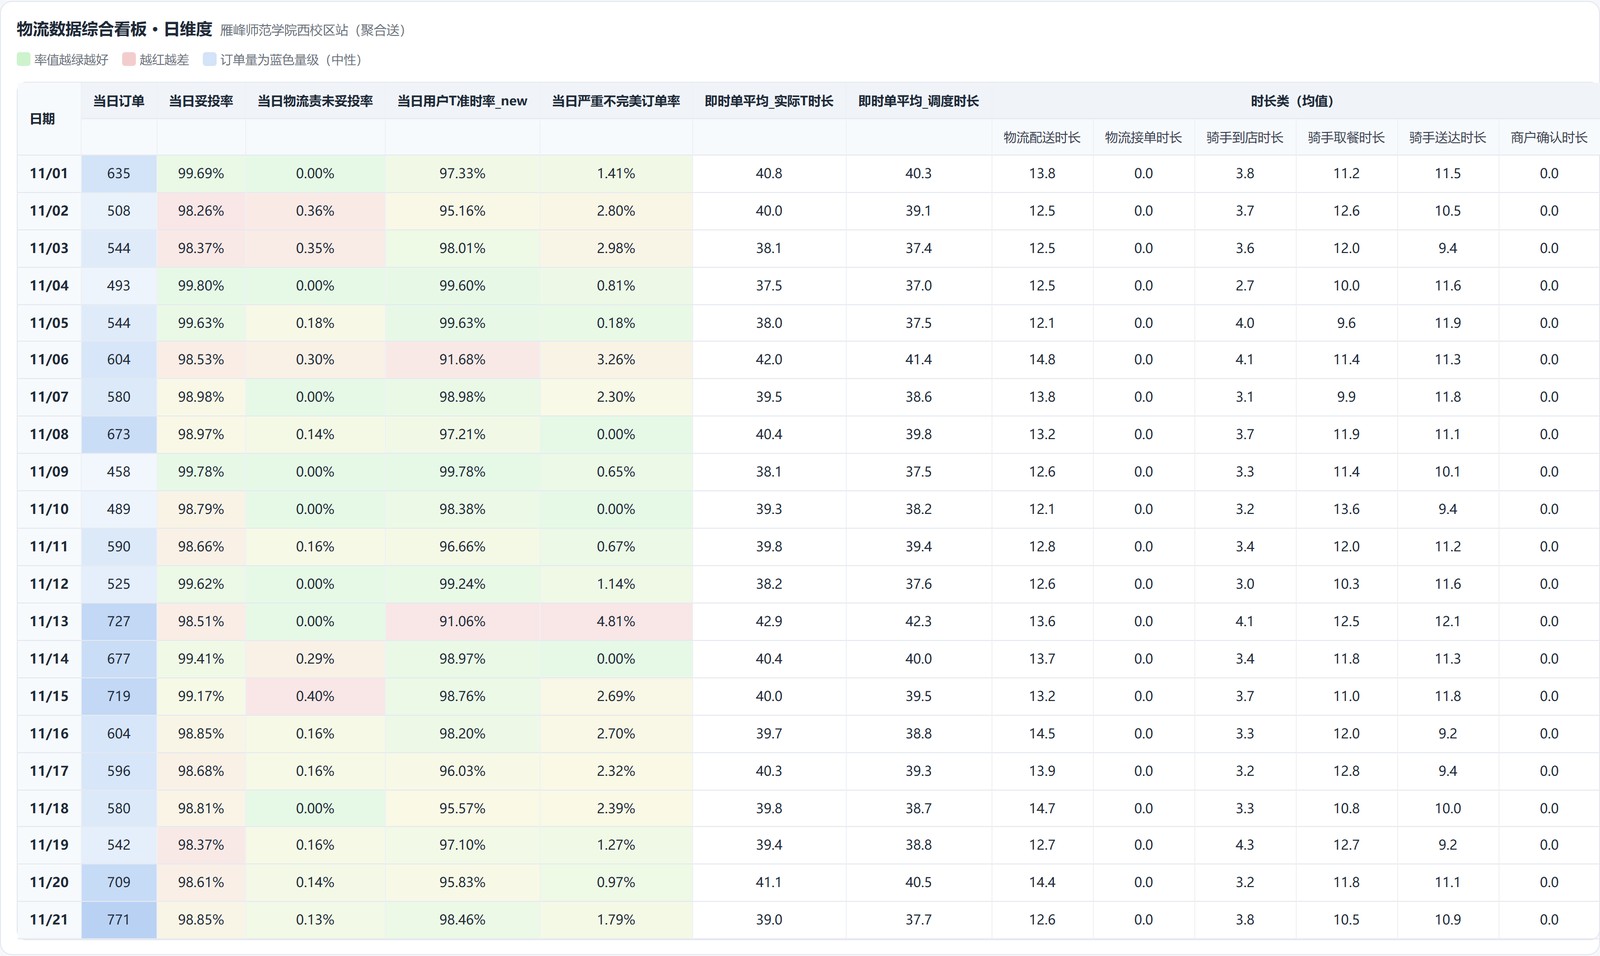 物流数据综合看板 • 日维度 雁峰师范学院西校区站（聚合送）
率值越绿越好 越红越差 订单量为蓝色量级（中性）
日期 当日订单 当日妥投率 当日物流责未妥投率 当日用户T准时率_new 当日严重不完美订单率 即时单平均_实际T时长 即时单平均_调度时长 时长类（均值）
物流配送时长 物流接单时长 骑手到店时长 骑手取餐时长 骑手送达时长 商户确认时长
11/01 635 99.69% 0.00% 97.33% 1.41% 40.8 40.3 13.8 0.0 3.8 11.2 11.5 0.0
11/02 508 98.26% 0.36% 95.16% 2.80% 40.0 39.1 12.5 0.0 3.7 12.6 10.5 0.0
11/03 544 98.37% 0.35% 98.01% 2.98% 38.1 37.4 12.5 0.0 3.6 12.0 9.4 0.0
11/04 493 99.80% 0.00% 99.60% 0.81% 37.5 37.0 12.5 0.0 2.7 10.0 11.6 0.0
11/05 544 99.63% 0.18% 99.63% 0.18% 38.0 37.5 12.1 0.0 4.0 9.6 11.9 0.0
11/06 604 98.53% 0.30% 91.68% 3.26% 42.0 41.4 14.8 0.0 4.1 11.4 11.3 0.0
11/07 580 98.98% 0.00% 98.98% 2.30% 39.5 38.6 13.8 0.0 3.1 9.9 11.8 0.0
11/08 673 98.97% 0.14% 97.21% 0.00% 40.4 39.8 13.2 0.0 3.7 11.9 11.1 0.0
11/09 458 99.78% 0.00% 99.78% 0.65% 38.1 37.5 12.6 0.0 3.3 11.4 10.1 0.0
11/10 489 98.79% 0.00% 98.38% 0.00% 39.3 38.2 12.1 0.0 3.2 13.6 9.4 0.0
11/11 590 98.66% 0.16% 96.66% 0.67% 39.8 39.4 12.8 0.0 3.4 12.0 11.2 0.0
11/12 525 99.62% 0.00% 99.24% 1.14% 38.2 37.6 12.6 0.0 3.0 10.3 11.6 0.0
11/13 727 98.51% 0.00% 91.06% 4.81% 42.9 42.3 13.6 0.0 4.1 12.5 12.1 0.0
11/14 677 99.41% 0.29% 98.97% 0.00% 40.4 40.0 13.7 0.0 3.4 11.8 11.3 0.0
11/15 719 99.17% 0.40% 98.76% 2.69% 40.0 39.5 13.2 0.0 3.7 11.0 11.8 0.0
11/16 604 98.85% 0.16% 98.20% 2.70% 39.7 38.8 14.5 0.0 3.3 12.0 9.2 0.0
11/17 596 98.68% 0.16% 96.03% 2.32% 40.3 39.3 13.9 0.0 3.2 12.8 9.4 0.0
11/18 580 98.81% 0.00% 95.57% 2.39% 39.8 38.7 14.7 0.0 3.3 10.8 10.0 0.0
11/19 542 98.37% 0.16% 97.10% 1.27% 39.4 38.8 12.7 0.0 4.3 12.7 9.2 0.0
11/20 709 98.61% 0.14% 95.83% 0.97% 41.1 40.5 14.4 0.0 3.2 11.8 11.1 0.0
11/21 771 98.85% 0.13% 98.46% 1.79% 39.0 37.7 12.6 0.0 3.8 10.5 10.9 0.0